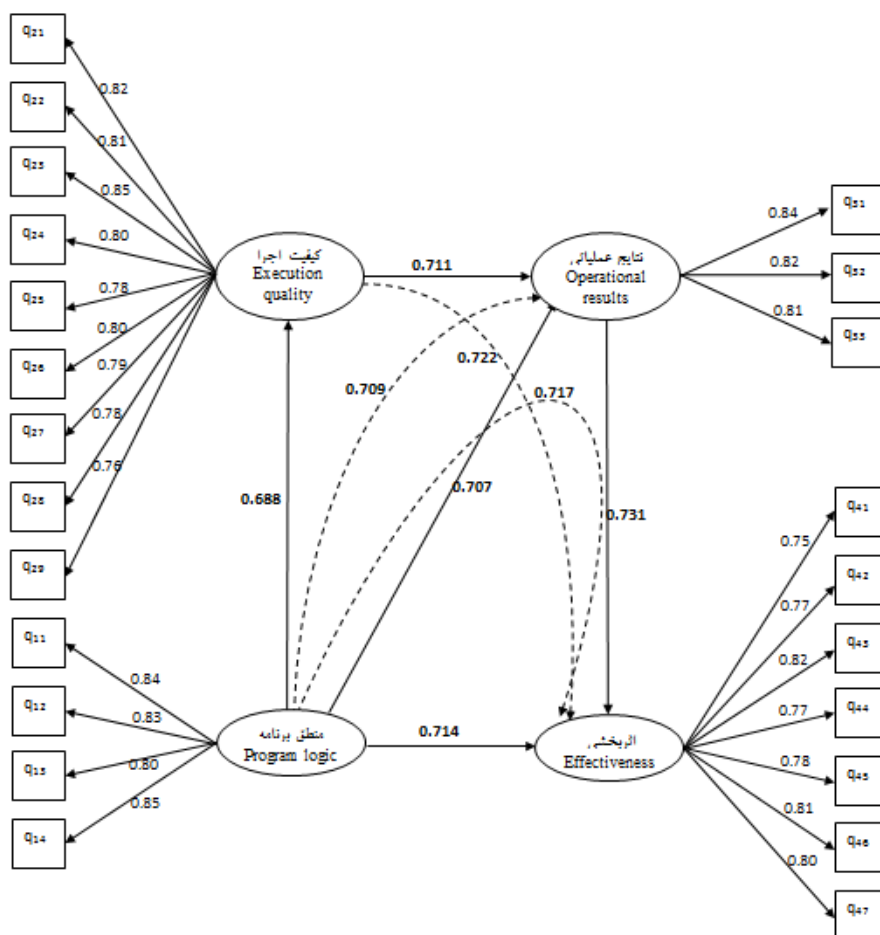 q21
0.82
q22
0.81
q23
0.85
q24
0.80
q25
0.78
q26
0.80
q27
0.79
q28
0.78
q29
0.76
کیفیت اجرا
Execution
quality
0.711
نتایج عملیاتی
Operational
results
0.84
q31
0.82
q32
0.81
q33
0.709
0.722
0.717
0.688
0.707
0.731
q11
0.84
q12
0.83
q13
0.80
q14
0.85
منطق برنامه
Program logic
0.714
اثربخشی
Effectiveness
0.75
q41
0.77
q42
0.82
q43
0.77
q44
0.78
q45
0.81
q46
0.80
q47